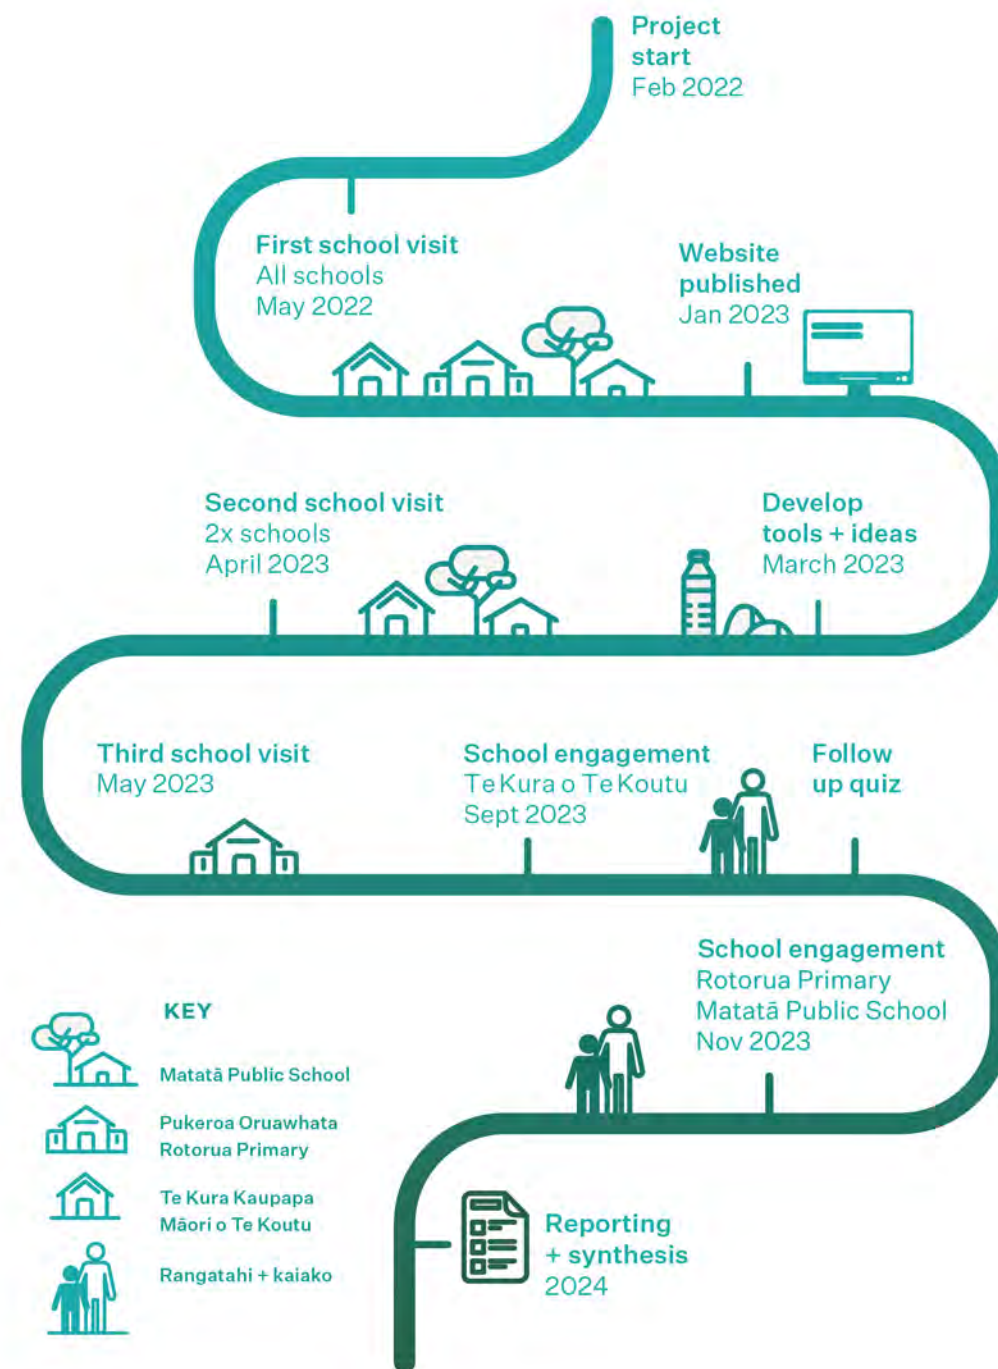 Project
start
Feb 2022
First school visit
All schools
May 2022
Website
published
Jan 2023
Second school visit
2x schools
April 2023
Develop
tools + ideas
March 2023
Third school visit
May 2023
School engagement
Te Kura o Te Koutu
Sept 2023
Follow
up quiz
School engagement
Rotorua Primary
Matatā Public School
Nov 2023
KEY
Matatā Public School
Pukeroa Oruawhata
Rotorua Primary
Te Kura Kaupapa
Māori o Te Koutu
Rangatahi + kaiako
Reporting
+ synthesis
2024